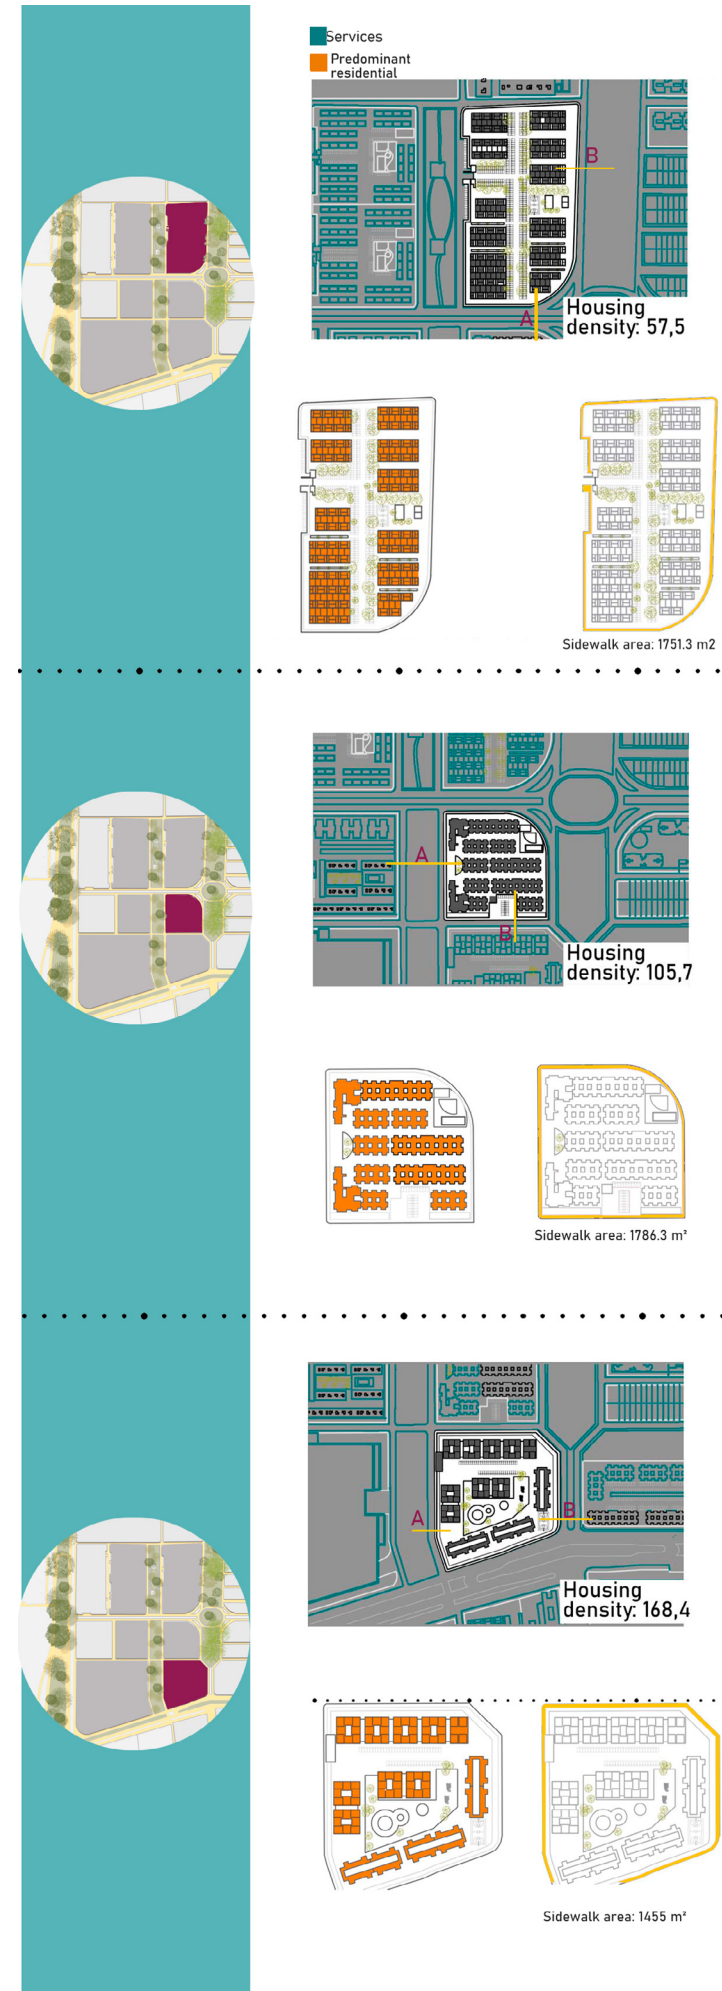 Services
Predominant
residential
B
A
Housing
density: 57,5
Sidewalk area: 1751.3 m2
A
B
Housing
density: 105,7
Sidewalk area: 1786.3 m²
A
B
Housing
density: 168,4
Sidewalk area: 1455 m²